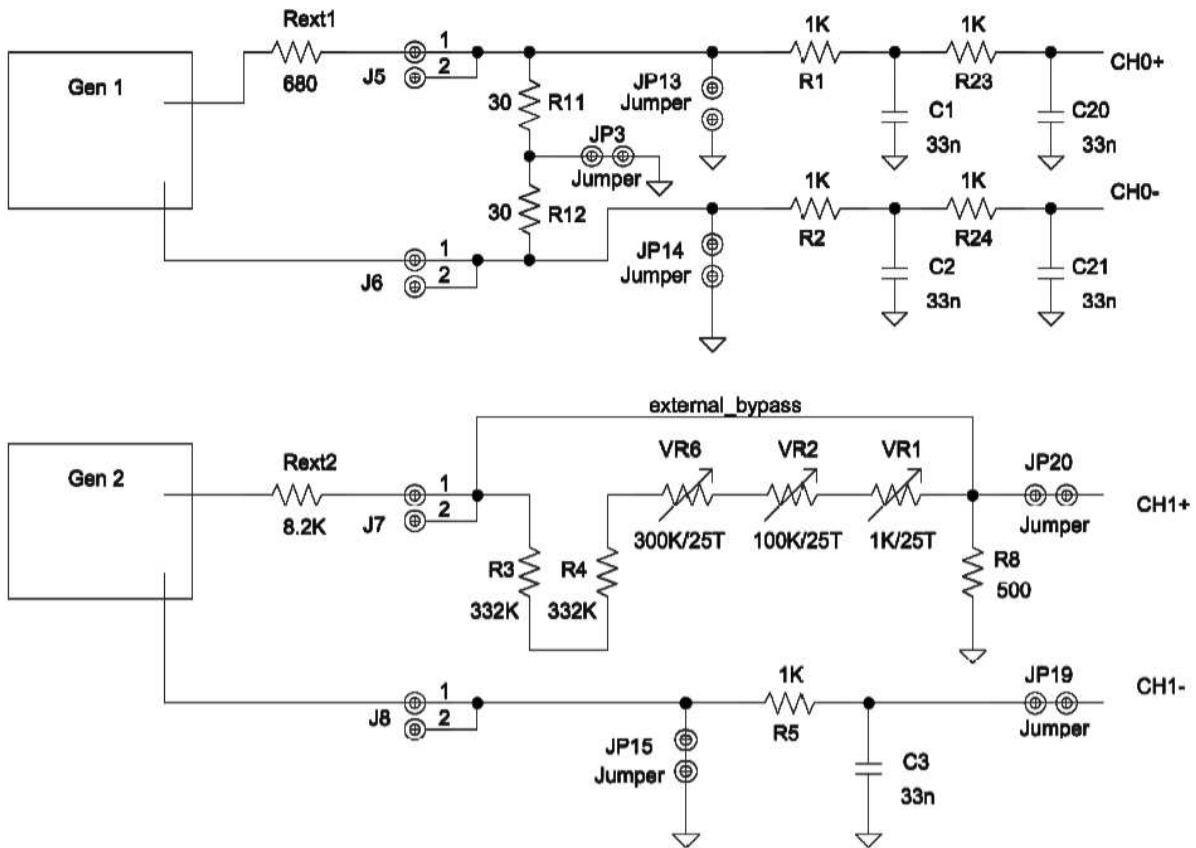 Rext1
680
Gen 1
J5
1
2
30
R11
JP3
Jumper
30
R12
JP13
Jumper
1K
R1
C1
33n
1K
R23
C20
33n
CH0+
J6
1
2
JP14
Jumper
1K
R2
C2
33n
1K
R24
C21
33n
CH0-
external_bypass
Gen 2
Rext2
8.2K
J7
1
2
R3
332K
R4
332K
VR6
300K/25T
VR2
100K/25T
VR1
1K/25T
JP20
Jumper
CH1+
R8
500
J8
1
2
JP15
Jumper
1K
R5
C3
33n
JP19
Jumper
CH1-